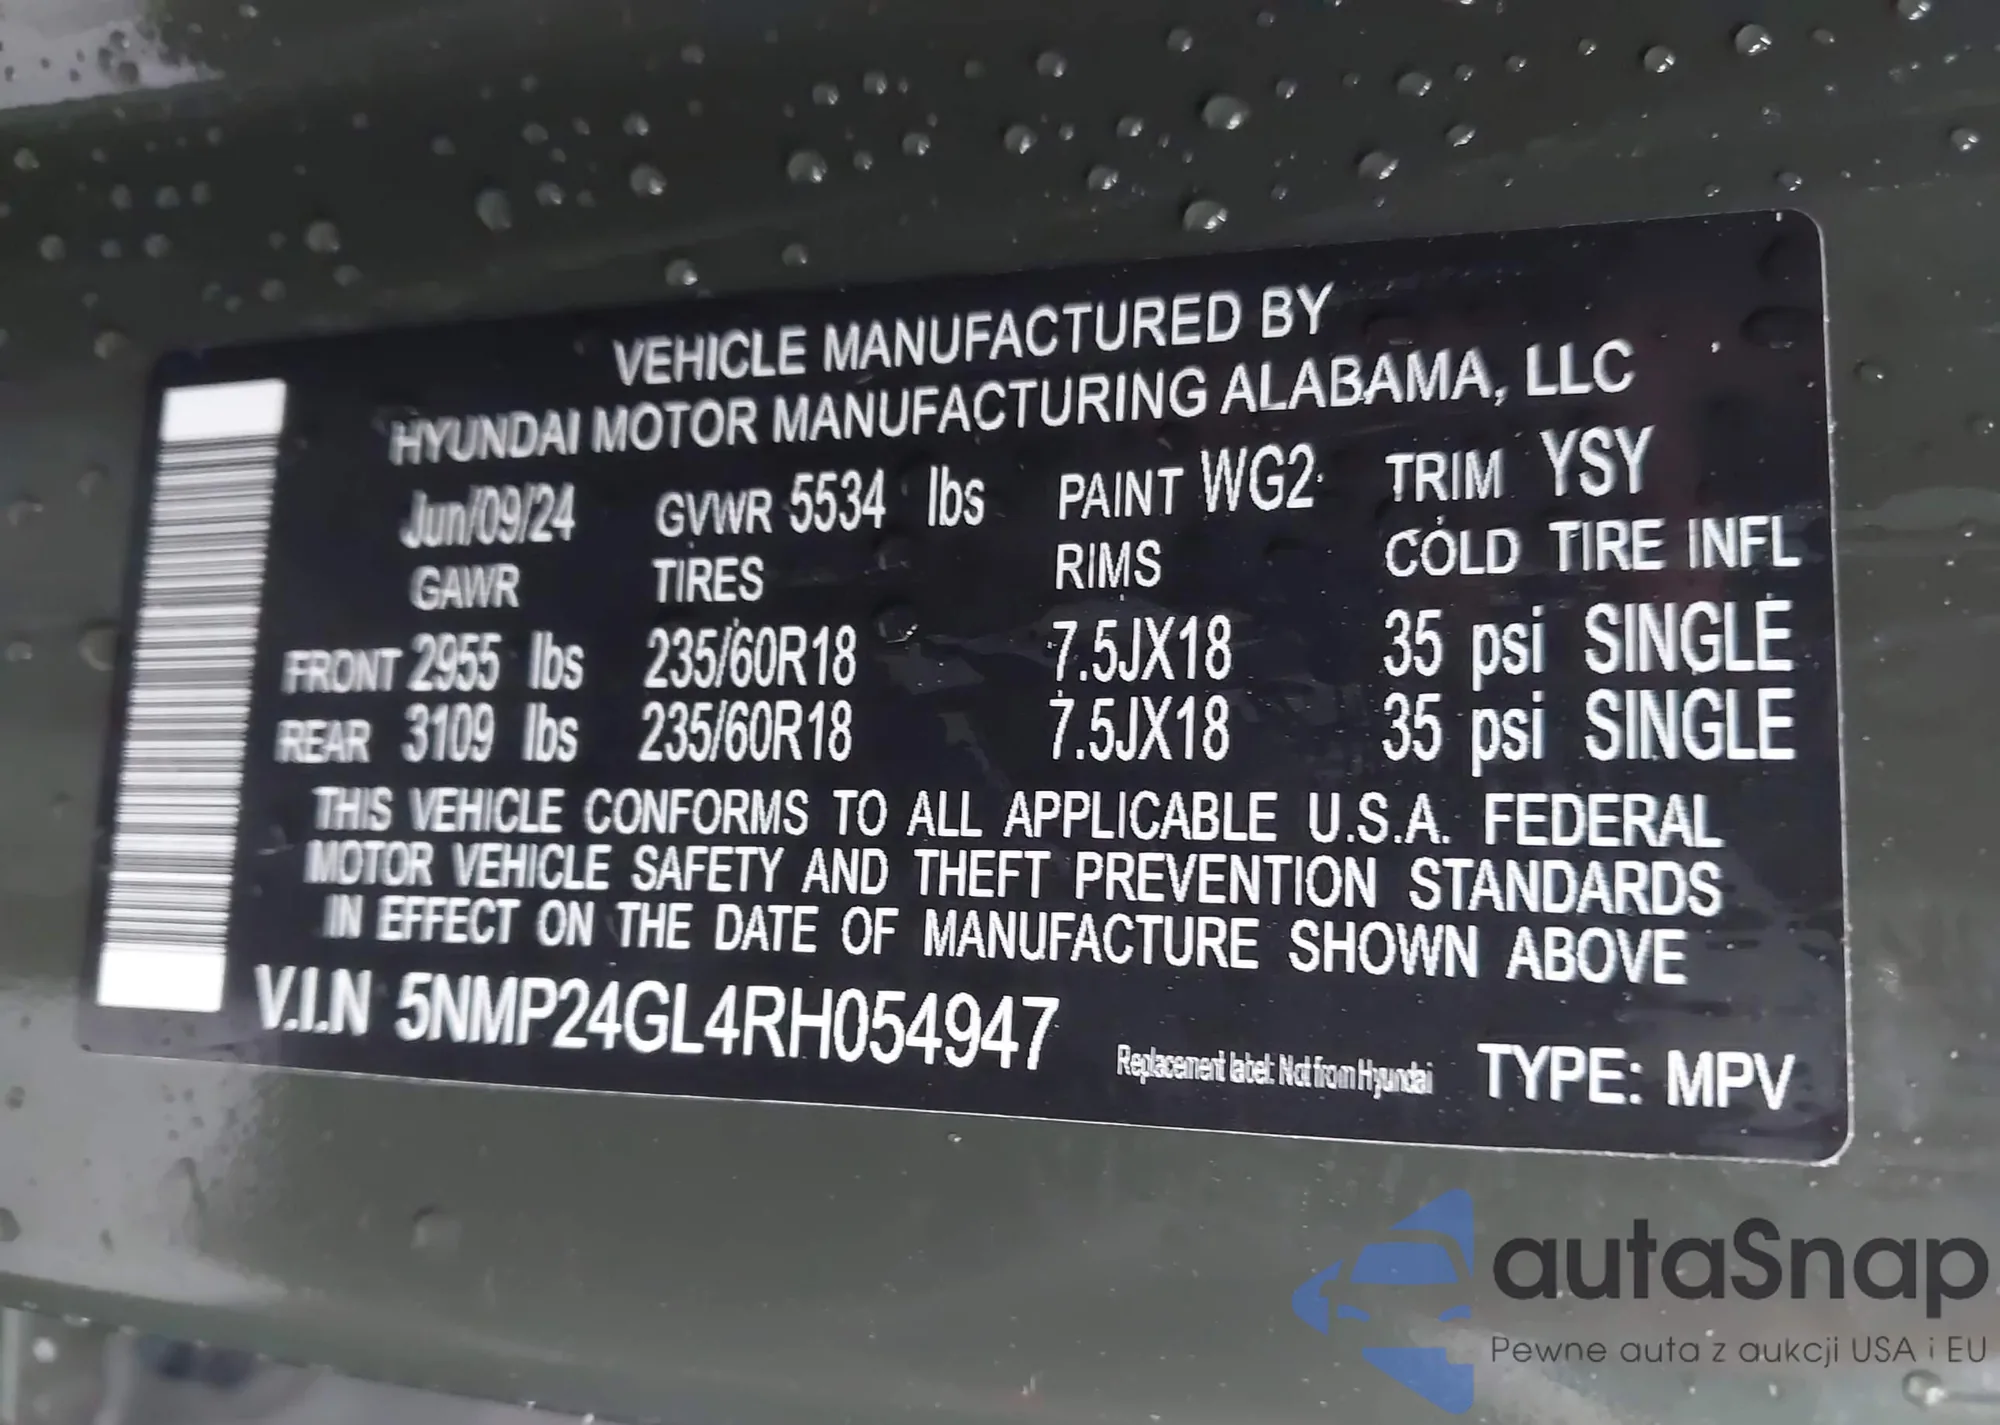 VEHICLE MANUFACTURED BY
HYUNDAI MOTOR MANUFACTURING ALABAMA, LLC
Jun/09/24 GVWR 5534 lbs PAINT WG2 TRIM YSY
GAWR TIRES RIMS COLD TIRE INFL
FRONT 2955 lbs 235/60R18 7.5JX18 35 psi SINGLE
REAR 3109 lbs 235/60R18 7.5JX18 35 psi SINGLE
THIS VEHICLE CONFORMS TO ALL APPLICABLE U.S.A. FEDERAL
MOTOR VEHICLE SAFETY AND THEFT PREVENTION STANDARDS
IN EFFECT ON THE DATE OF MANUFACTURE SHOWN ABOVE
V.I.N 5NMP24GL4RH054947
Replacement label: Not from Hyundai TYPE: MPV
autaSnap
Pewne auta z aukcji USA i EU